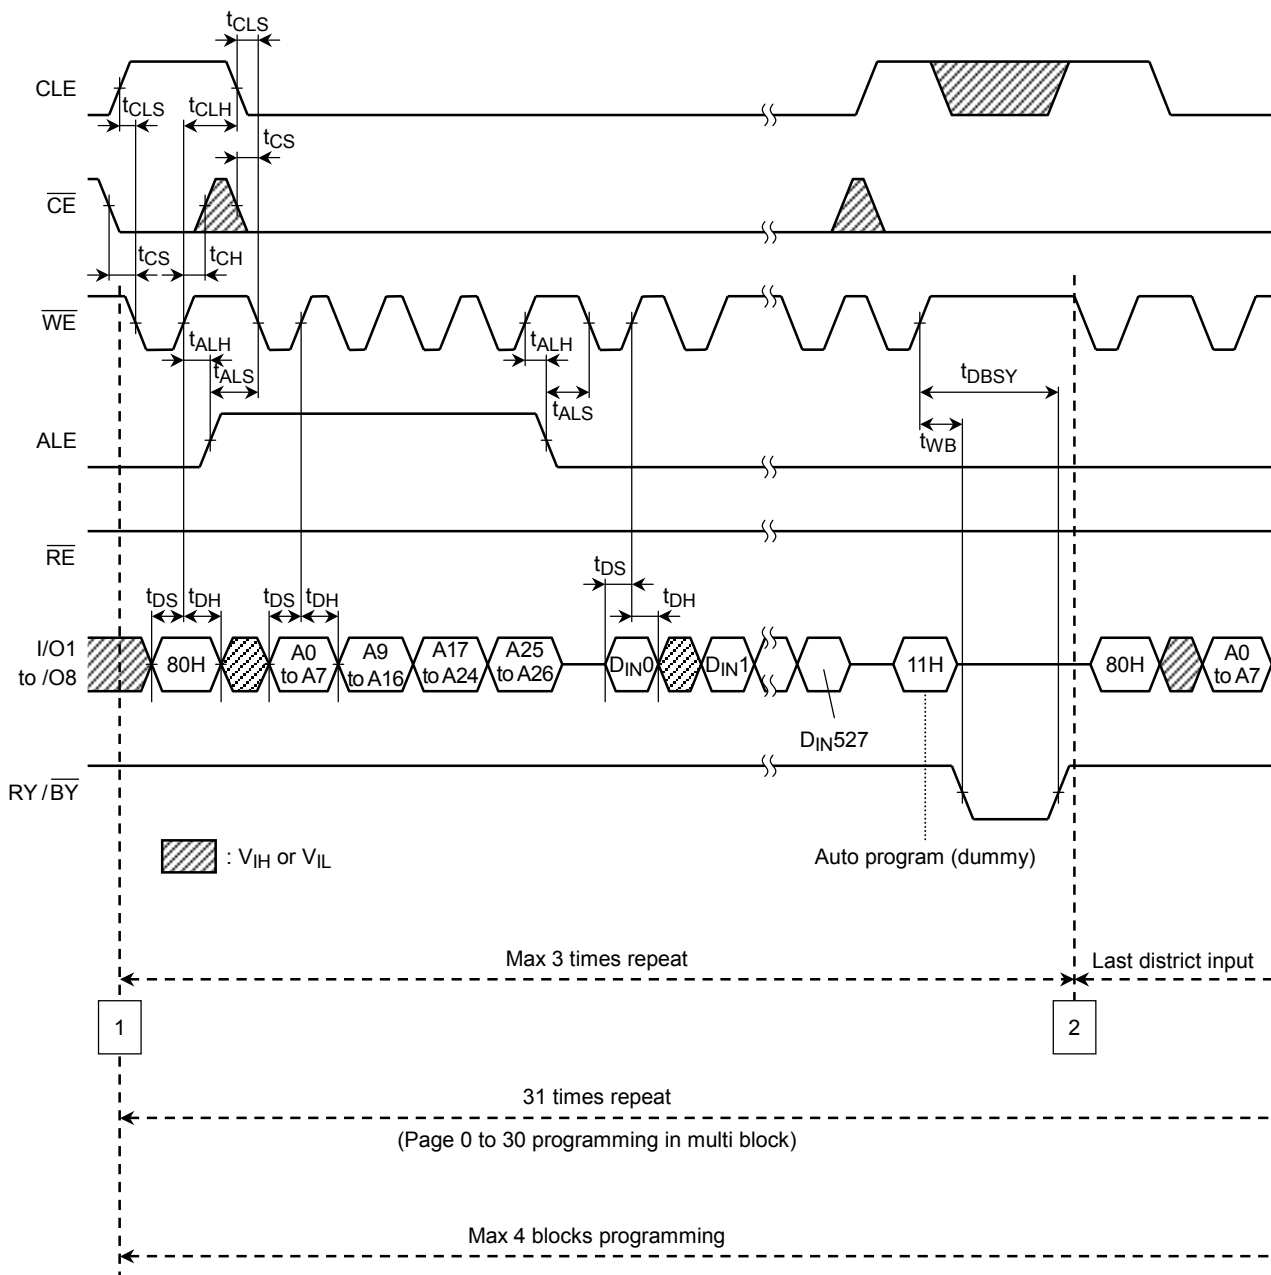 tCLS
CLE
tCLS
tCLH
tCS
CE
tCS
tCH
WE
tALH
tALS
tALH
tALS
tDBSY
tWB
ALE
RE
tDS
tDH
tDS
tDH
tDS
tDH
I/O1
to /O8
80H
A0
to A7
A9
to A16
A17
to A24
A25
to A26
DIN0
DIN1
11H
80H
A0
to A7
DIN527
RY / BY
: VIH or VIL
Auto program (dummy)
Max 3 times repeat
Last district input
1
2
31 times repeat
(Page 0 to 30 programming in multi block)
Max 4 blocks programming